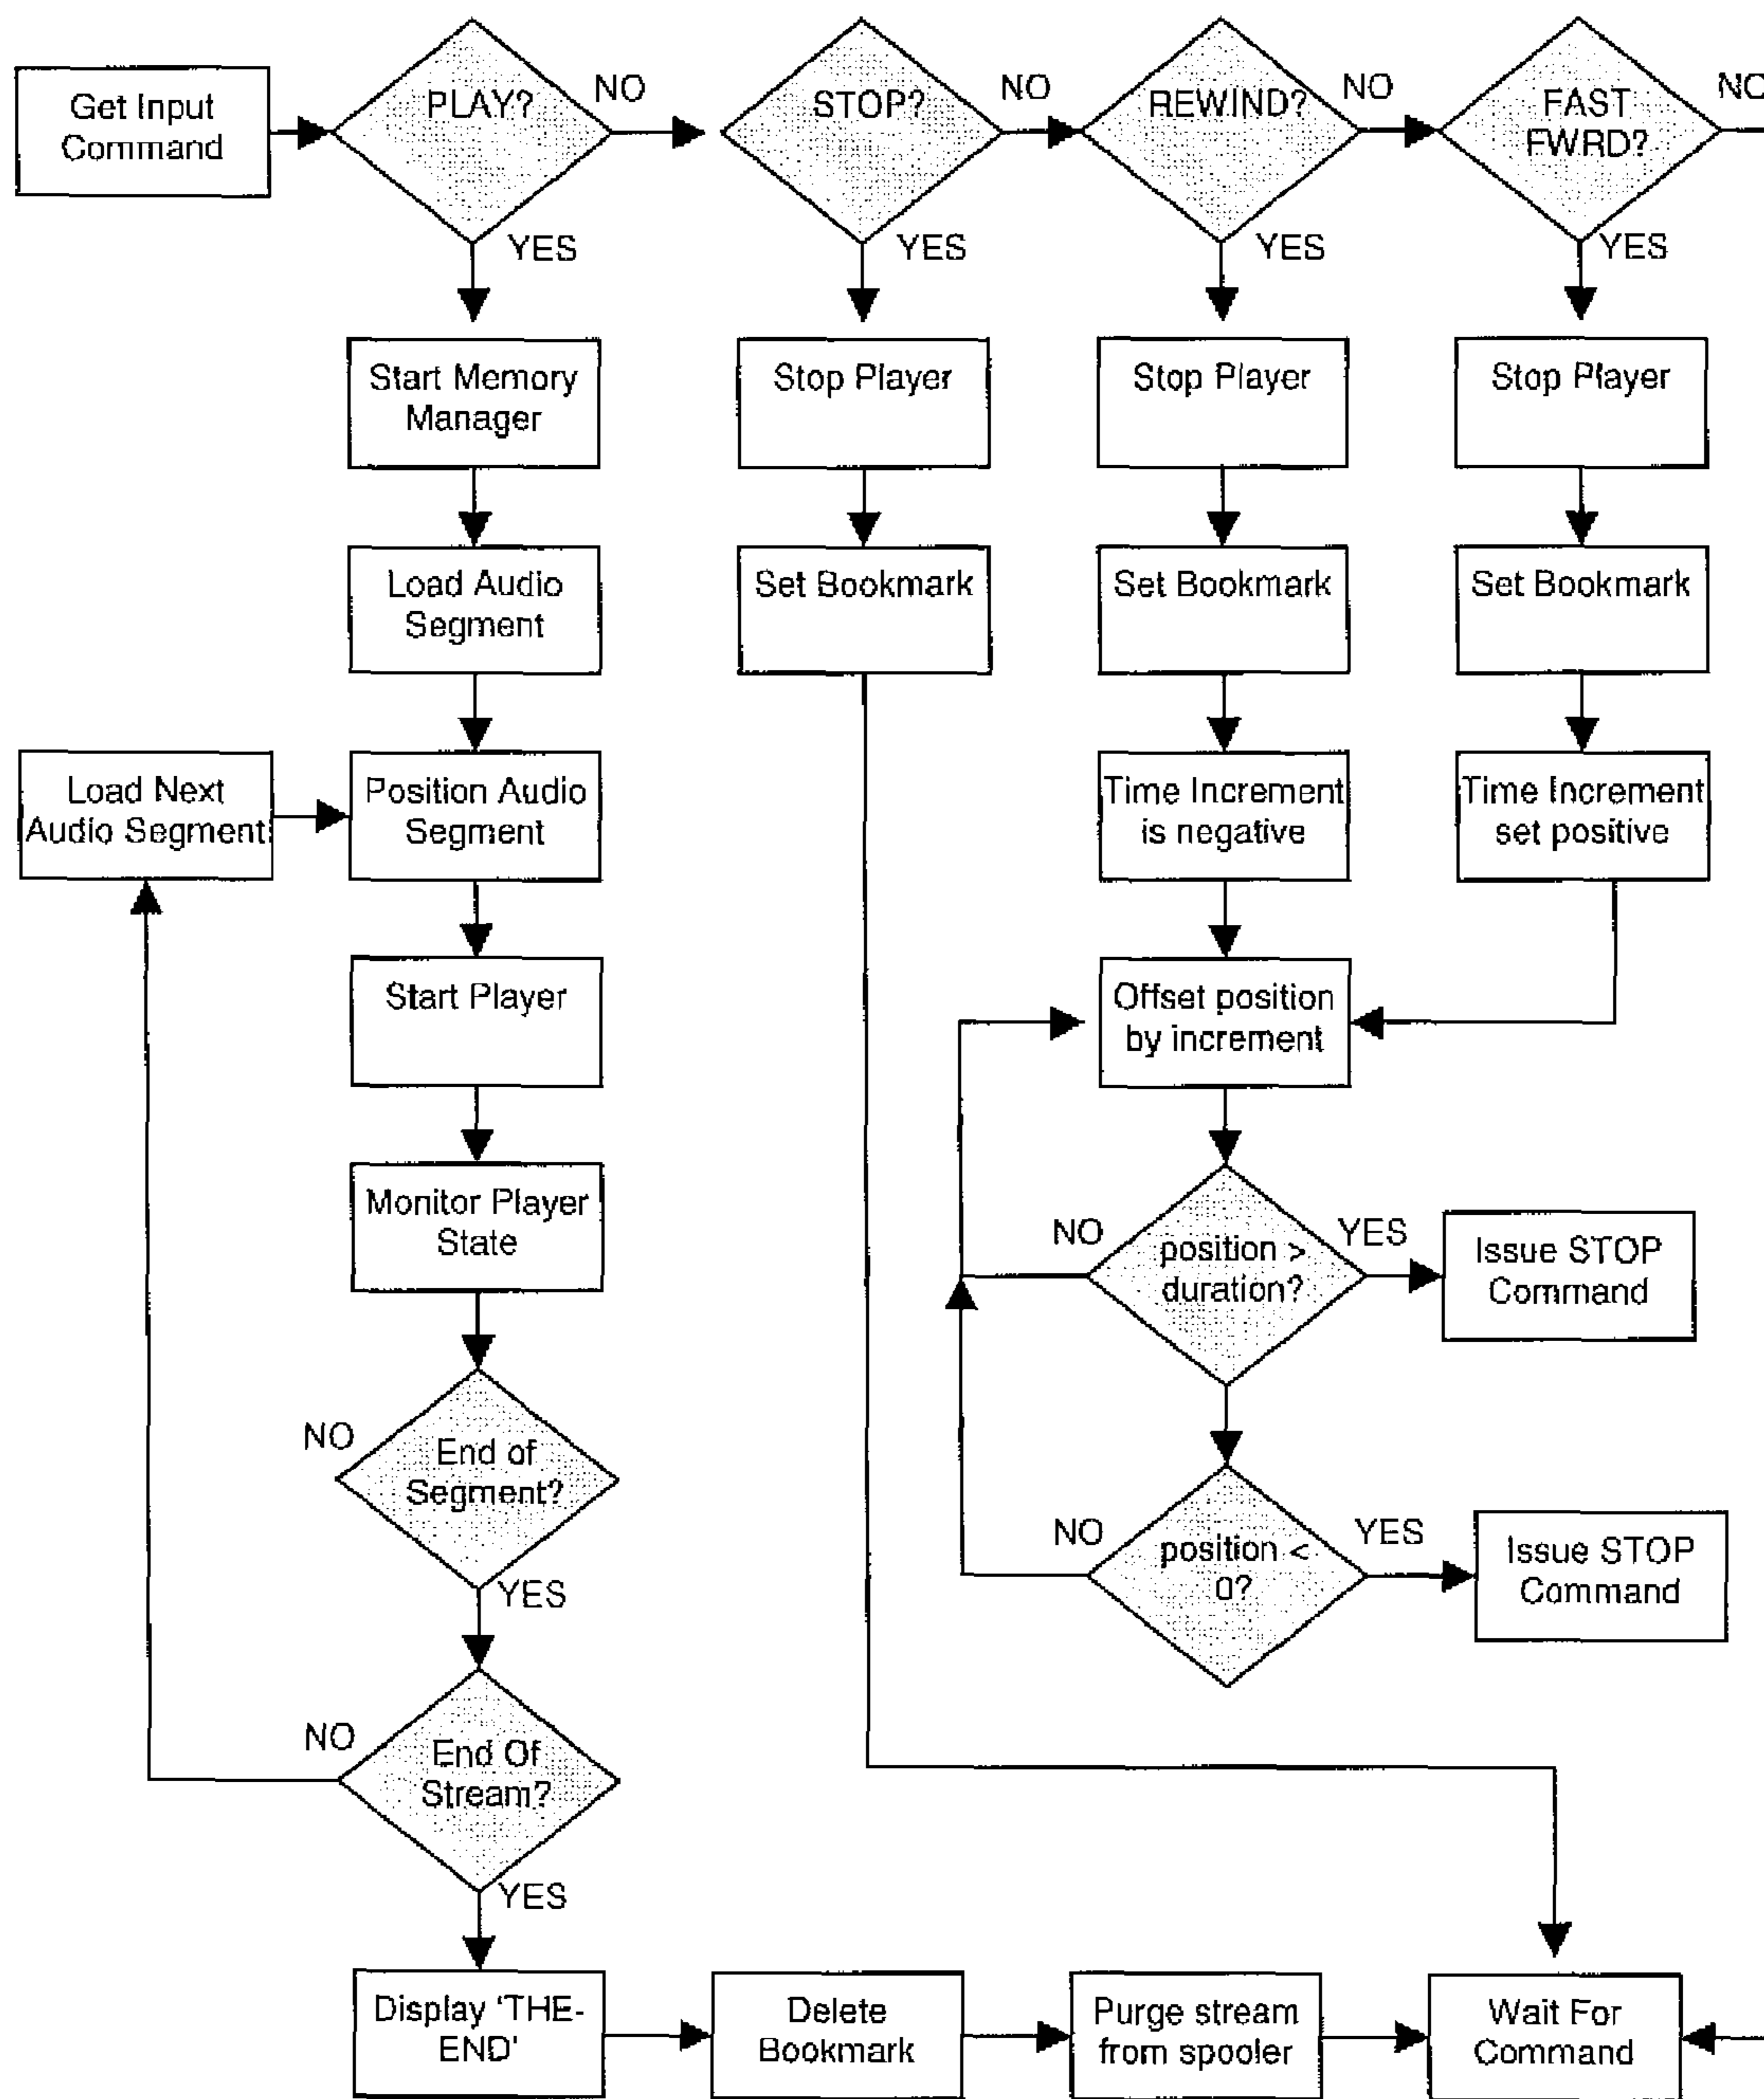 Get Input
Command
PLAY?
NO
STOP?
NO
REWIND?
NO
FAST
FWRD?
NO
YES
YES
YES
YES
Start Memory
Manager
Stop Player
Stop Player
Stop Player
Load Audio
Segment
Set Bookmark
Set Bookmark
Set Bookmark
Load Next
Audio Segment
Position Audio
Segment
Time Increment
is negative
Time Increment
set positive
Start Player
Offset position
by increment
Monitor Player
State
NO
position >
duration?
YES
Issue STOP
Command
NO
End of
Segment?
YES
NO
position <
0?
YES
Issue STOP
Command
NO
End Of
Stream?
YES
Display ‘THE-
END’
Delete
Bookmark
Purge stream
from spooler
Wait For
Command